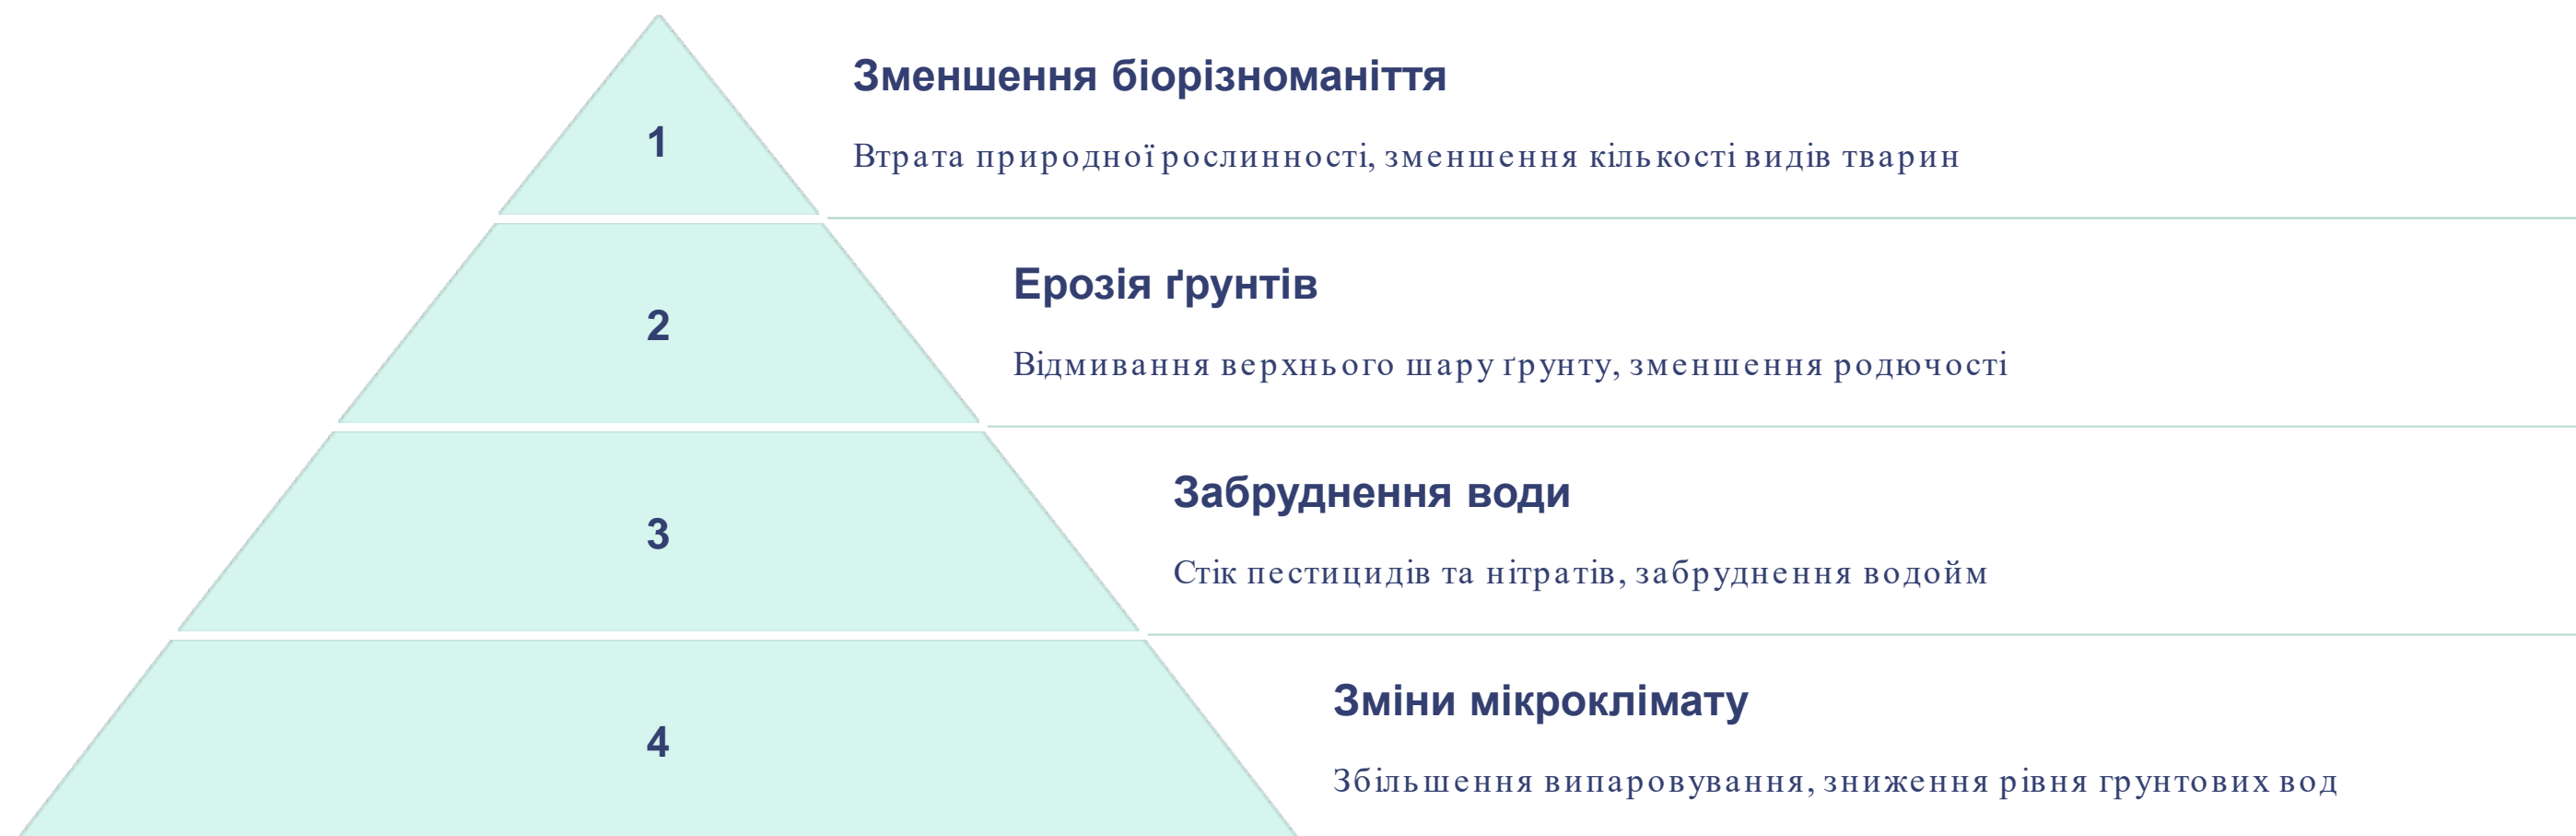 1
Зменшення біорізноманіття
Втрата природної рослинності, зменшення кількості видів тварин
2
Ерозія ґрунтів
Відмивання верхнього шару ґрунту, зменшення родючості
3
Забруднення води
Стік пестицидів та нітратів, забруднення водойм
4
Зміни мікроклімату
Збільшення випаровування, зниження рівня грунтових вод